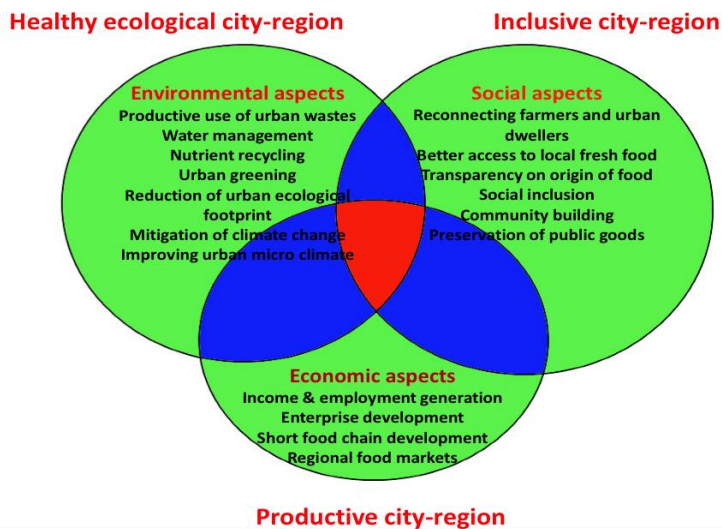 Healthy ecological city-region
Inclusive city-region
Environmental aspects
Productive use of urban wastes
Water management
Nutrient recycling
Urban greening
Reduction of urban ecological
footprint
Mitigation of climate change
Improving urban micro climate
Social aspects
Reconnecting farmers and urban
dwellers
Better access to local fresh food
Transparency on origin of food
Social inclusion
Community building
Preservation of public goods
Economic aspects
Income & employment generation
Enterprise development
Short food chain development
Regional food markets
Productive city-region